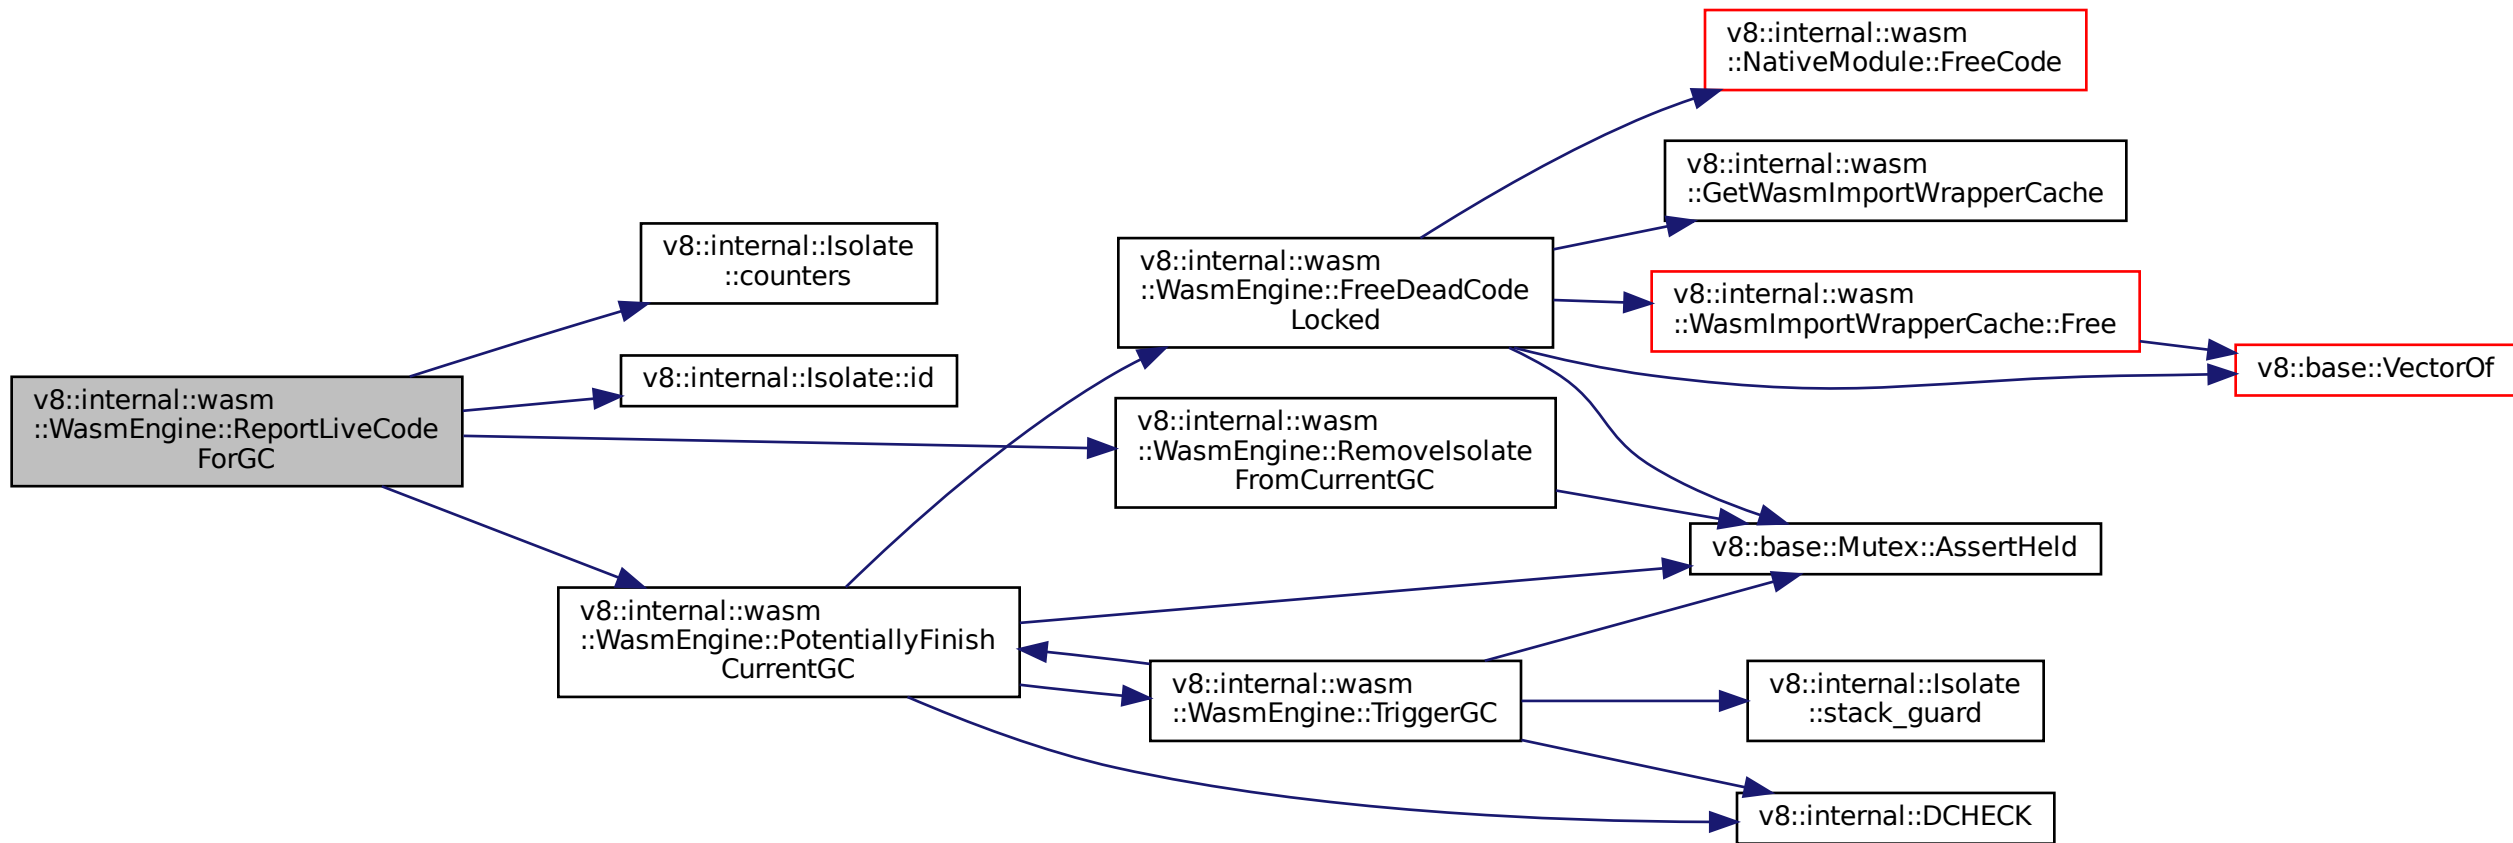 v8::internal::wasm
::WasmEngine::ReportLiveCode
ForGC
v8::internal::Isolate
::counters
v8::internal::Isolate::id
v8::internal::wasm
::WasmEngine::RemoveIsolate
FromCurrentGC
v8::internal::wasm
::WasmEngine::PotentiallyFinish
CurrentGC
v8::internal::wasm
::WasmEngine::FreeDeadCode
Locked
v8::internal::wasm
::WasmEngine::TriggerGC
v8::internal::wasm
::NativeModule::FreeCode
v8::internal::wasm
::GetWasmImportWrapperCache
v8::internal::wasm
::WasmImportWrapperCache::Free
v8::base::VectorOf
v8::base::Mutex::AssertHeld
v8::internal::Isolate
::stack_guard
v8::internal::DCHECK